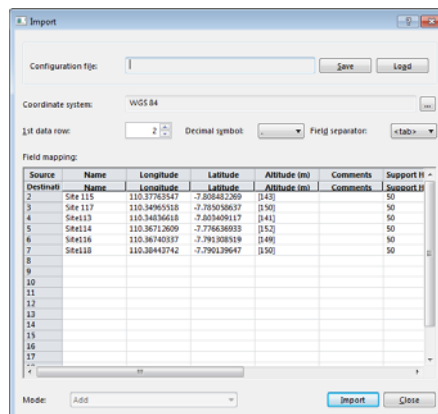 Import
Configuration file:
Save
Load
Coordinate system:
WGS 84
...
1st data row:
2
Decimal symbol:
.
Field separator:
<tab>
Field mapping:
Source Name Longitude Latitude Altitude (m) Comments Support H
Destinati Name Longitude Latitude Altitude (m) Comments Support H
2 Site 115 110.37763547 -7.808482269 [143] 50
3 Site 117 110.34965518 -7.785058637 [150] 50
4 Site113 110.34836618 -7.803409117 [141] 50
5 Site114 110.36712609 -7.776636933 [152] 50
6 Site116 110.36740337 -7.791308519 [149] 50
7 Site118 110.38443742 -7.790139647 [150] 50
8
9
10
11
12
13
14
15
16
17
Mode:
Add
Import
Close